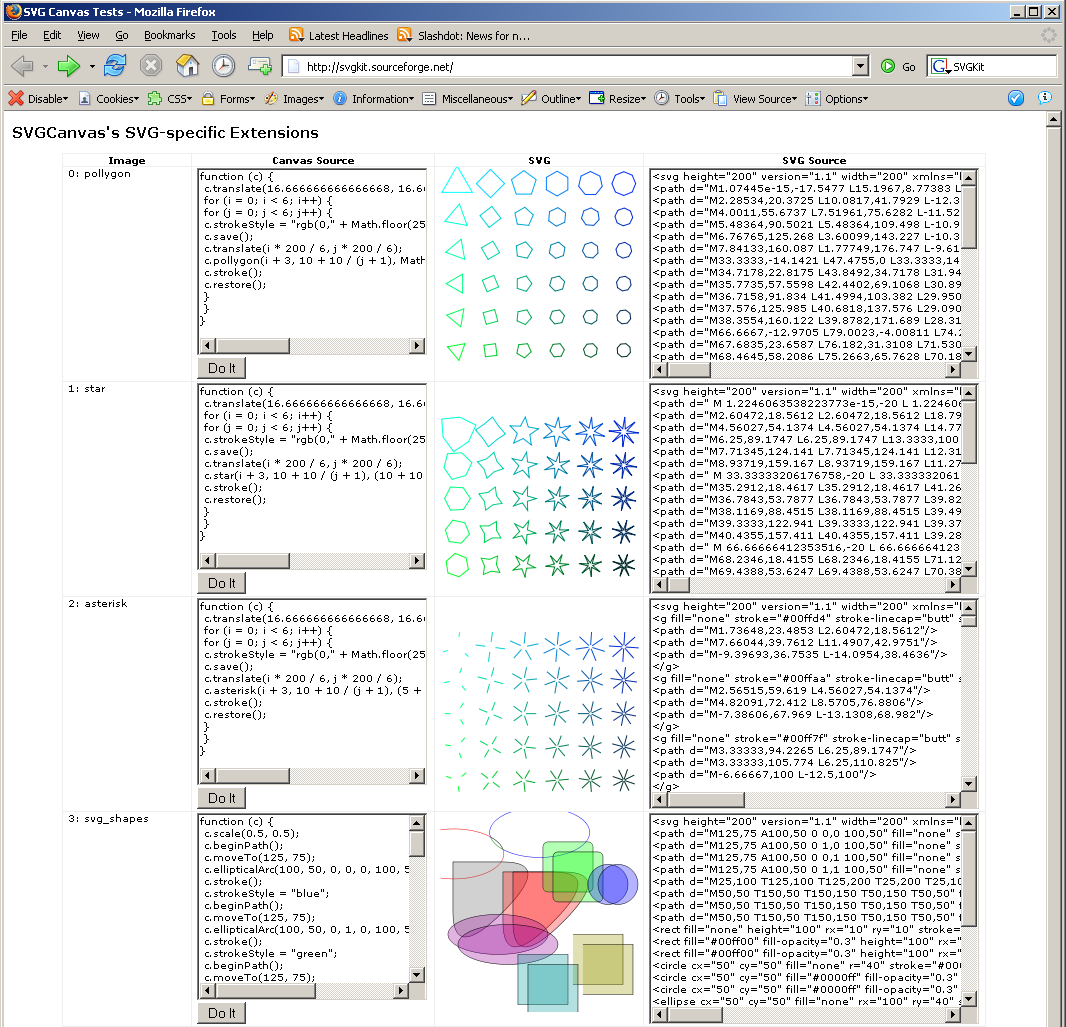 SVG Canvas Tests - Mozilla Firefox
File Edit View Go Bookmarks Tools Help Latest Headlines Slashdot: News for n...
http://svgkit.sourceforge.net/ Go SVGKit
Disable Cookies CSS Forms Images Information Miscellaneous Outline Resize Tools View Source Options
SVGCanvas's SVG-specific Extensions
Image Canvas Source SVG SVG Source
0: pollygon
function (c) {
c.translate(16.666666666666668, 16.6
for (i = 0; i < 6; i++) {
for (j = 0; j < 6; j++) {
c.strokeStyle = "rgb(0," + Math.floor(25
c.save();
c.translate(i * 200 / 6, j * 200 / 6);
c.polygon(i + 3, 10 + 10 / (j + 1), Math
c.stroke();
c.restore();
}
}
}
Do It
<svg height="200" version="1.1" width="200" xmlns="
<path d="M1.07445e-15,-17.5477 L15.1967,8.77383 L
<path d="M2.28534,20.3725 L10.0817,41.7929 L-12.3
<path d="M4.0011,55.6737 L7.51961,75.6282 L-11.52
<path d="M5.48364,90.5021 L5.48364,109.498 L-10.9
<path d="M6.76765,125.268 L3.60099,143.227 L-10.3
<path d="M7.84133,160.087 L1.77749,176.747 L-9.61
<path d="M33.3333,-14.1421 L47.4755,0 L33.3333,14
<path d="M34.7178,22.8175 L43.8492,34.7178 L31.94
<path d="M35.7735,57.5598 L42.4402,69.1068 L30.89
<path d="M36.7158,91.834 L41.4994,103.382 L29.950
<path d="M37.576,125.985 L40.6818,137.576 L29.090
<path d="M38.3554,160.122 L39.8782,171.689 L28.31
<path d="M66.6667,-12.9705 L79.0023,-4.00811 L74.2
<path d="M67.6835,23.6587 L76.182,31.3108 L71.530
<path d="M68.4645,58.2086 L75.2663,65.7628 L70.18
1: star
function (c) {
c.translate(16.666666666666668, 16.6
for (i = 0; i < 6; i++) {
for (j = 0; j < 6; j++) {
c.strokeStyle = "rgb(0," + Math.floor(25
c.save();
c.translate(i * 200 / 6, j * 200 / 6);
c.star(i + 3, 10 + 10 / (j + 1), (10 + 10
c.stroke();
c.restore();
}
}
}
Do It
<svg height="200" version="1.1" width="200" xmlns="
<path d=" M 1.2246063538223773e-15,-20 L 1.224606
<path d="M2.60472,18.5612 L2.60472,18.5612 L18.79
<path d="M4.56027,54.1374 L4.56027,54.1374 L14.77
<path d="M6.25,89.1747 L6.25,89.1747 L13.3333,100
<path d="M7.71345,124.141 L7.71345,124.141 L12.31
<path d="M8.93719,159.167 L8.93719,159.167 L11.27
<path d=" M 33.33333206176758,-20 L 33.333332061
<path d="M35.2912,18.4617 L35.2912,18.4617 L41.26
<path d="M36.7843,53.7877 L36.7843,53.7877 L39.82
<path d="M38.1169,88.4515 L38.1169,88.4515 L39.49
<path d="M39.3333,122.941 L39.3333,122.941 L39.37
<path d="M40.4355,157.411 L40.4355,157.411 L39.28
<path d=" M 66.66666412353516,-20 L 66.666664123
<path d="M68.2346,18.4155 L68.2346,18.4155 L71.12
<path d="M69.4388,53.6247 L69.4388,53.6247 L70.38
2: asterisk
function (c) {
c.translate(16.666666666666668, 16.6
for (i = 0; i < 6; i++) {
for (j = 0; j < 6; j++) {
c.strokeStyle = "rgb(0," + Math.floor(25
c.save();
c.translate(i * 200 / 6, j * 200 / 6);
c.asterisk(i + 3, 10 + 10 / (j + 1), (5 +
c.stroke();
c.restore();
}
}
}
Do It
<svg height="200" version="1.1" width="200" xmlns="
<g fill="none" stroke="#00ffd4" stroke-linecap="butt" s
<path d="M1.73648,23.4853 L2.60472,18.5612"/>
<path d="M7.66044,39.7612 L11.4907,42.9751"/>
<path d="M-9.39693,36.7535 L-14.0954,38.4636"/>
</g>
<g fill="none" stroke="#00ffaa" stroke-linecap="butt" s
<path d="M2.56515,59.619 L4.56027,54.1374"/>
<path d="M4.82091,72.412 L8.5705,76.8806"/>
<path d="M-7.38606,67.969 L-13.1308,68.982"/>
</g>
<g fill="none" stroke="#00ff7f" stroke-linecap="butt" s
<path d="M3.33333,94.2265 L6.25,89.1747"/>
<path d="M3.33333,105.774 L6.25,110.825"/>
<path d="M-6.66667,100 L-12.5,100"/>
</g>
3: svg_shapes
function (c) {
c.scale(0.5, 0.5);
c.beginPath();
c.moveTo(125, 75);
c.ellipticalArc(100, 50, 0, 0, 0, 100, 5
c.stroke();
c.strokeStyle = "blue";
c.beginPath();
c.moveTo(125, 75);
c.ellipticalArc(100, 50, 0, 1, 0, 100, 5
c.stroke();
c.strokeStyle = "green";
c.beginPath();
c.moveTo(125, 75);
Do It
<svg height="200" version="1.1" width="200" xmlns="
<path d="M125,75 A100,50 0 0,0 100,50" fill="none" s
<path d="M125,75 A100,50 0 1,0 100,50" fill="none" s
<path d="M125,75 A100,50 0 0,1 100,50" fill="none" s
<path d="M125,75 A100,50 0 1,1 100,50" fill="none" s
<path d="M25,100 T125,100 T125,200 T25,200 T25,10
<path d="M50,50 T150,50 T150,150 T50,150 T50,50" f
<path d="M50,50 T150,50 T150,150 T50,150 T50,50" f
<path d="M50,50 T150,50 T150,150 T50,150 T50,50" f
<rect fill="none" height="100" rx="10" ry="10" stroke=
<rect fill="#00ff00" fill-opacity="0.3" height="100" rx=
<rect fill="#00ff00" fill-opacity="0.3" height="100" rx=
<circle cx="50" cy="50" fill="none" r="40" stroke="#00
<circle cx="50" cy="50" fill="#0000ff" fill-opacity="0.3"
<circle cx="50" cy="50" fill="#0000ff" fill-opacity="0.3"
<ellipse cx="50" cy="50" fill="none" rx="100" ry="40" s